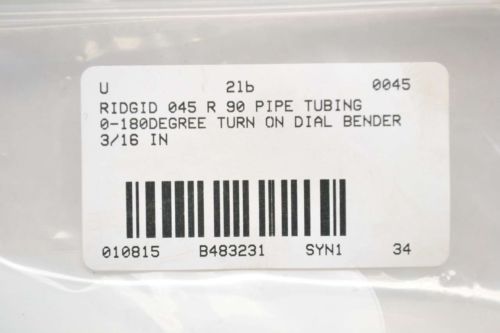 U 2lb 0045
RIDGID 045 R 90 PIPE TUBING
0-180DEGREE TURN ON DIAL BENDER
3/16 IN
010815 B483231 SYN1 34